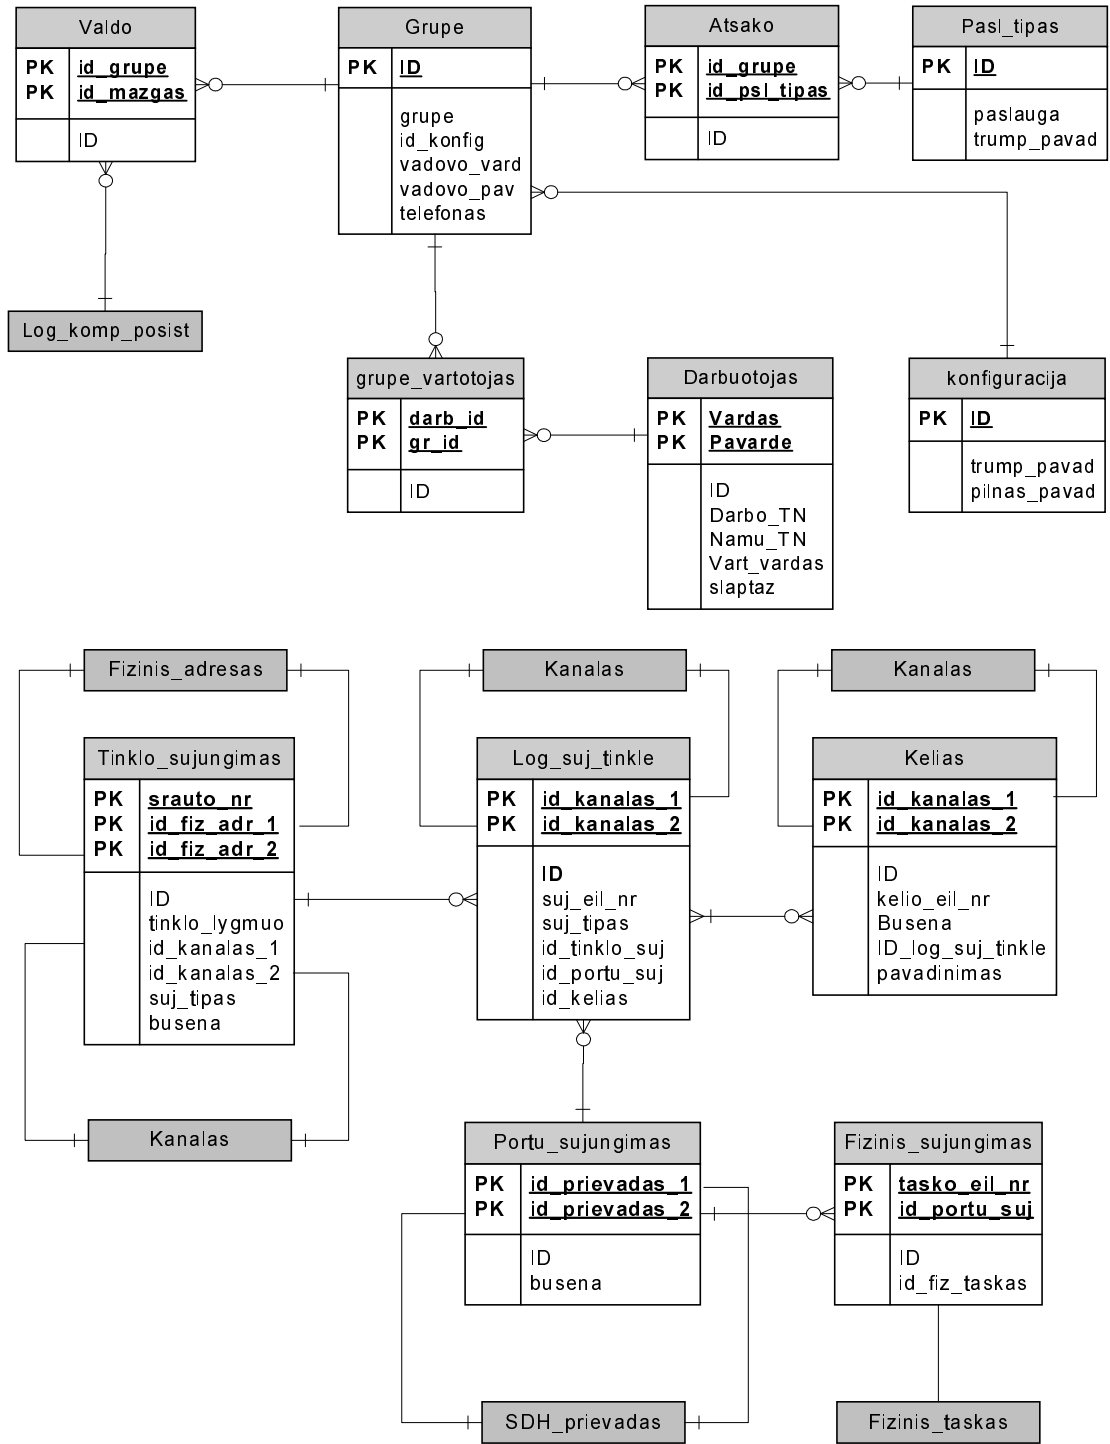 Valdo
PK id_grupe
PK id_mazgas
ID
Grupe
PK ID
grupe
id_konfig
vadovo_vard
vadovo_pav
telefonas
Atsako
PK id_grupe
PK id_psl_tipas
ID
Pasl_tipas
PK ID
paslauga
trump_pavad
Log_komp_posist
grupe_vartotojas
PK darb_id
PK gr_id
ID
Darbuotojas
PK Vardas
PK Pavarde
ID
Darbo_TN
Namu_TN
Vart_vardas
slaptaz
konfiguracija
PK ID
trump_pavad
pilnas_pavad
Fizinis_adresas
Kanalas
Kanalas
Tinklo_sujungimas
PK srauto_nr
PK id_fiz_adr_1
PK id_fiz_adr_2
ID
tinklo_lygmuo
id_kanalas_1
id_kanalas_2
suj_tipas
busena
Log_suj_tinkle
PK id_kanalas_1
PK id_kanalas_2
ID
suj_eil_nr
suj_tipas
id_tinklo_suj
id_portu_suj
id_kelias
Kelias
PK id_kanalas_1
PK id_kanalas_2
ID
kelio_eil_nr
Busena
ID_log_suj_tinkle
pavadinimas
Kanalas
Portu_sujungimas
PK id_prievadas_1
PK id_prievadas_2
ID
busena
Fizinis_sujungimas
PK tasko_eil_nr
PK id_portu_suj
ID
id_fiz_taskas
SDH_prievadas
Fizinis_taskas